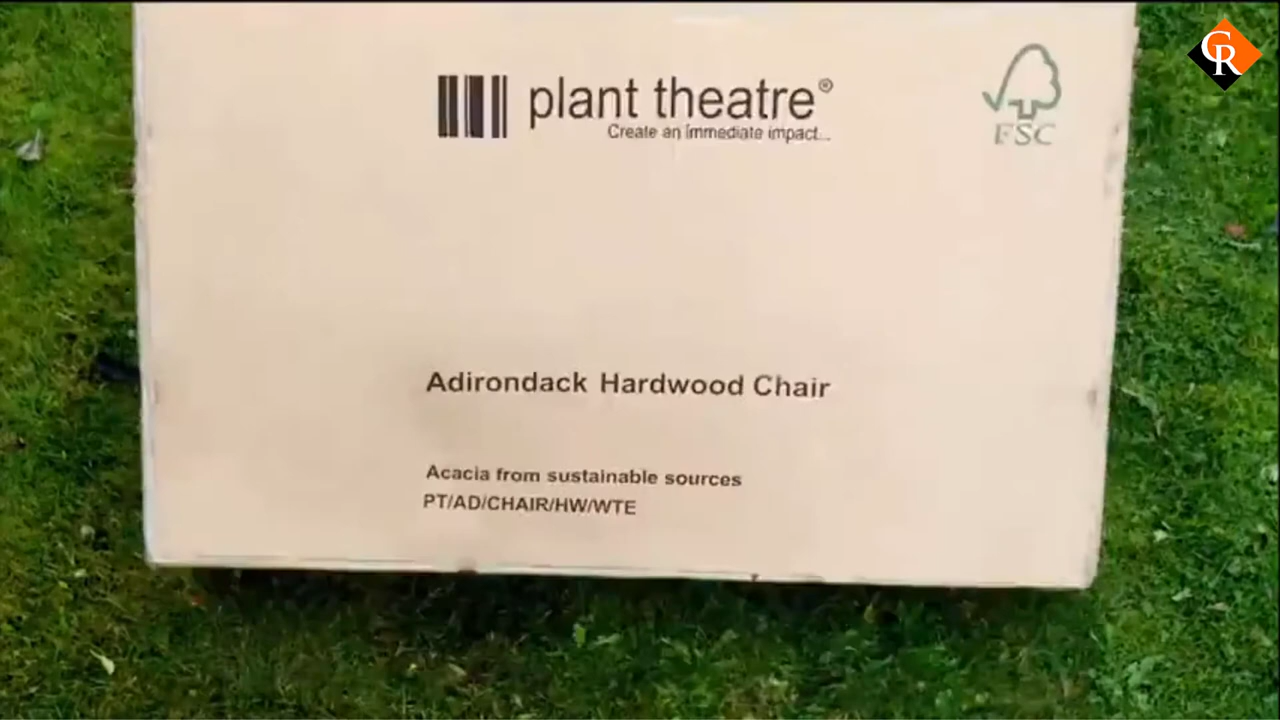 plant theatre®
Create an immediate impact...
FSC
Adirondack Hardwood Chair
Acacia from sustainable sources
PT/AD/CHAIR/HW/WTE
CR